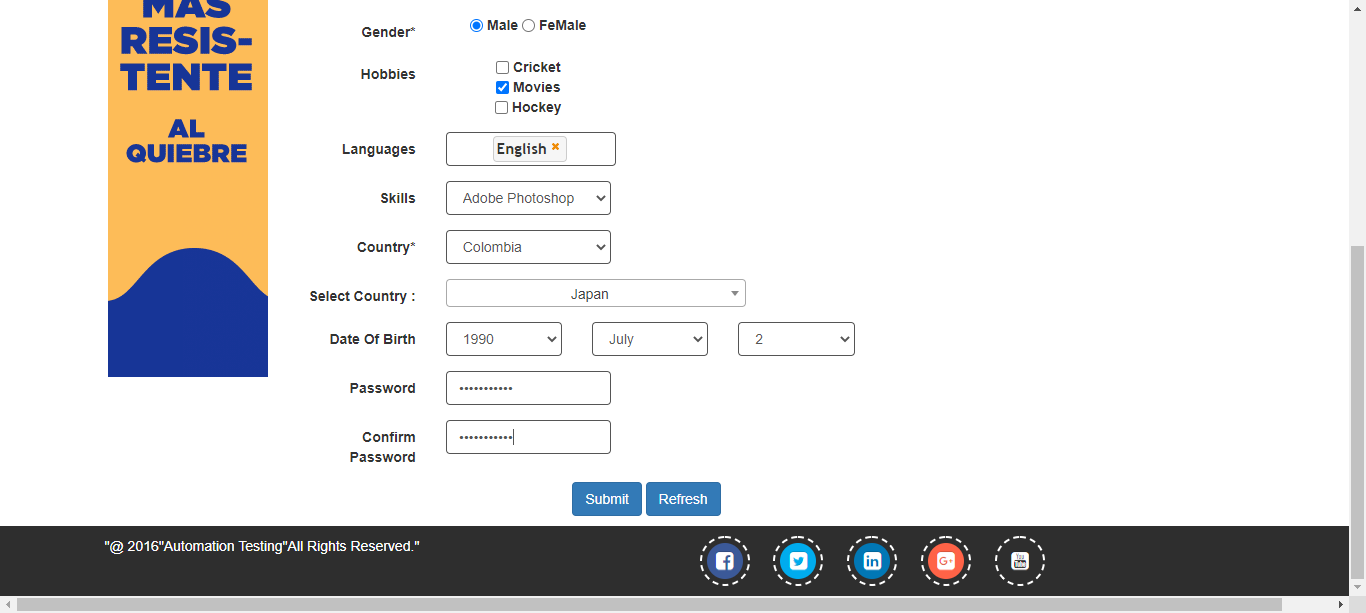 MÁS
RESIS-
TENTE
AL
QUIEBRE
Gender*
Male FeMale
Hobbies
Cricket
Movies
Hockey
Languages
English ✖
Skills
Adobe Photoshop
Country*
Colombia
Select Country :
Japan
Date Of Birth
1990 July 2
Password
•••••••••••
Confirm
Password
•••••••••••
Submit Refresh
"@ 2016"Automation Testing"All Rights Reserved."
f in G+ You Tube